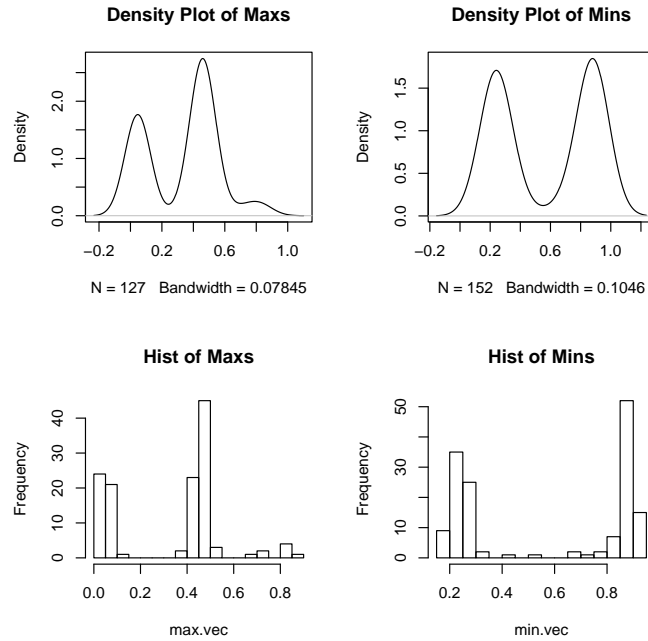 Density Plot of Maxs
Density
0.0 1.0 2.0
−0.2 0.2 0.6 1.0
N = 127 Bandwidth = 0.07845
Density Plot of Mins
Density
0.0 0.5 1.0 1.5
−0.2 0.2 0.6 1.0
N = 152 Bandwidth = 0.1046
Hist of Maxs
Frequency
0 10 20 30 40
0.0 0.2 0.4 0.6 0.8
max.vec
Hist of Mins
Frequency
0 10 30 50
0.2 0.4 0.6 0.8
min.vec